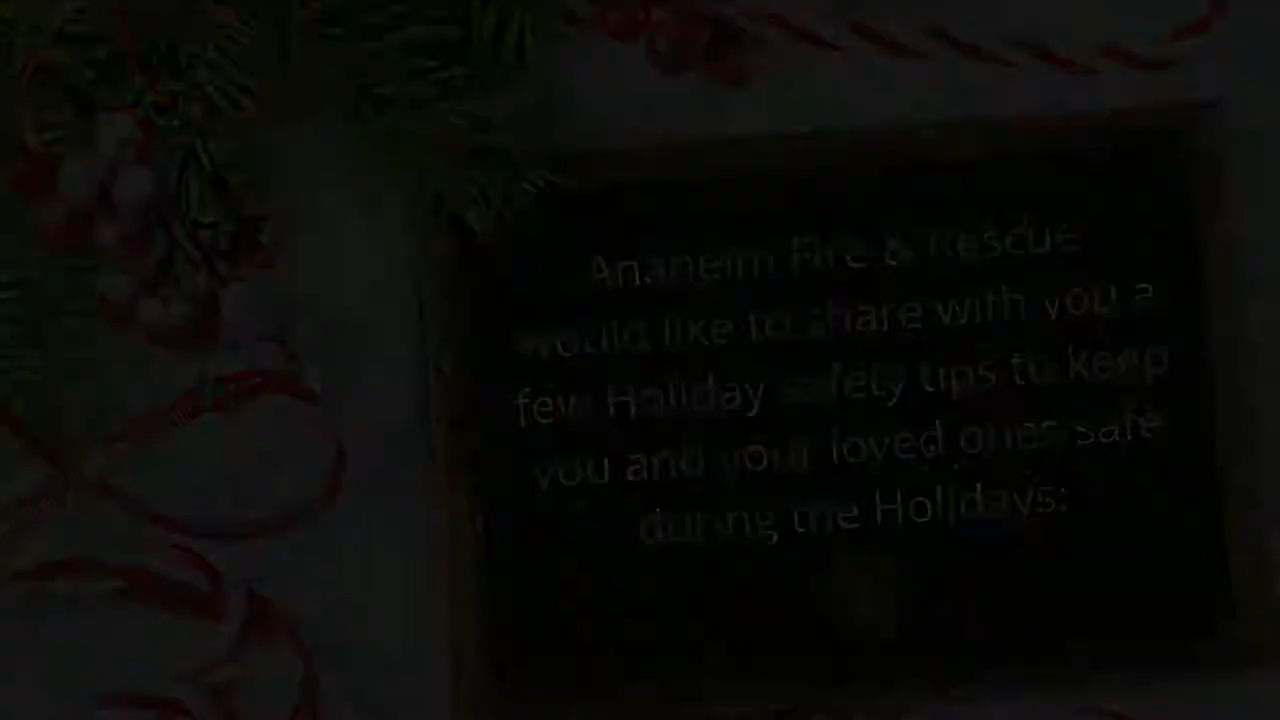 Anaheim Fire & Rescue
would like to share with you a
few Holiday safety tips to keep
you and your loved ones safe
during the Holidays: